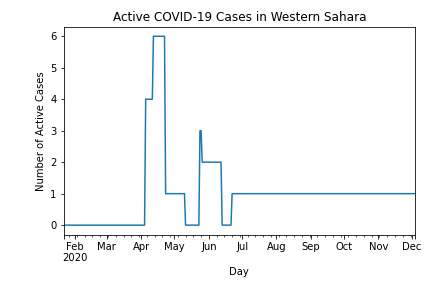 Active COVID-19 Cases in Western Sahara
Number of Active Cases
6
5
4
3
2
1
0
Feb Mar Apr May Jun Jul Aug Sep Oct Nov Dec
2020
Day